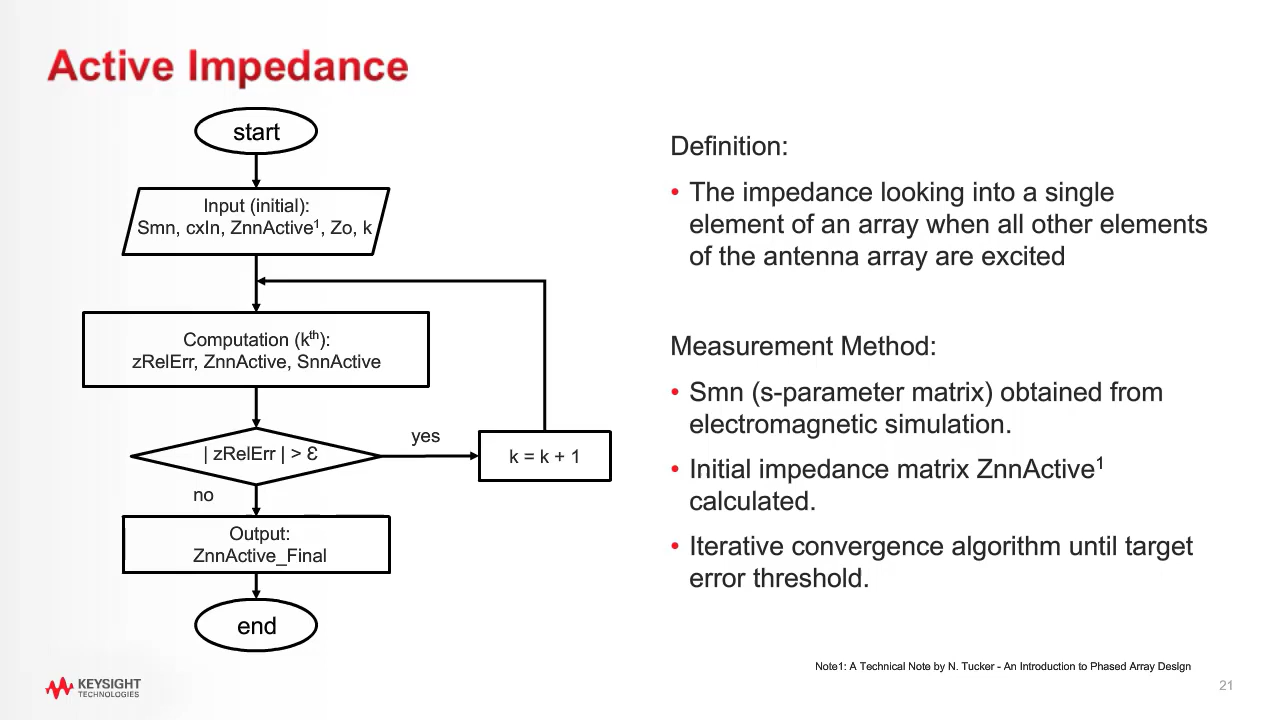 Active Impedance
start
Input (initial):
Smn, cxIn, ZnnActive¹, Zo, k
Computation (kᵗʰ):
zRelErr, ZnnActive, SnnActive
| zRelErr | > Ɛ
yes
k = k + 1
no
Output:
ZnnActive_Final
end
Definition:
• The impedance looking into a single
element of an array when all other elements
of the antenna array are excited
Measurement Method:
• Smn (s-parameter matrix) obtained from
electromagnetic simulation.
• Initial impedance matrix ZnnActive¹
calculated.
• Iterative convergence algorithm until target
error threshold.
Note1: A Technical Note by N. Tucker - An Introduction to Phased Array Design
KEYSIGHT
TECHNOLOGIES
21